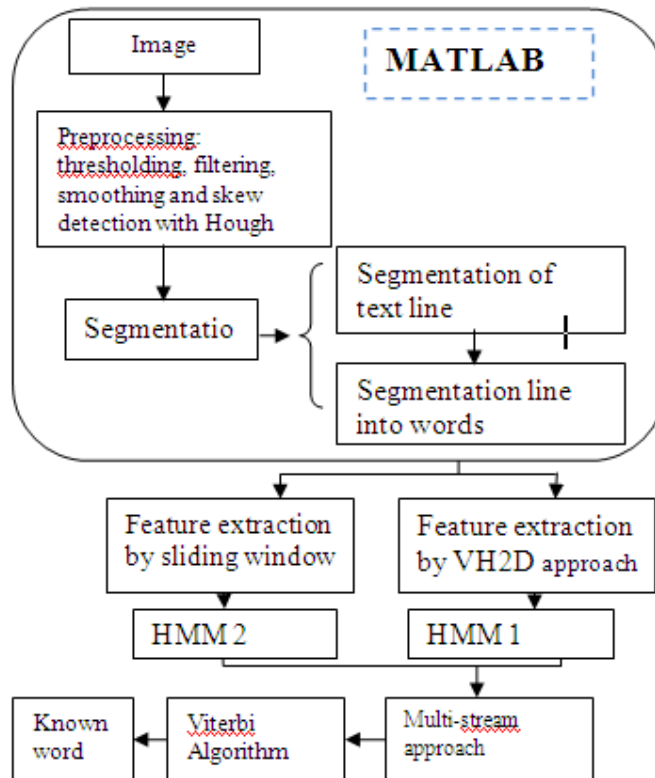 Image
MATLAB
Preprocessing:
thresholding, filtering,
smoothing and skew
detection with Hough
Segmentatio
Segmentation of
text line
Segmentation line
into words
Feature extraction
by sliding window
Feature extraction
by VH2D approach
HMM 2
HMM 1
Known
word
Viterbi
Algorithm
Multi-stream
approach